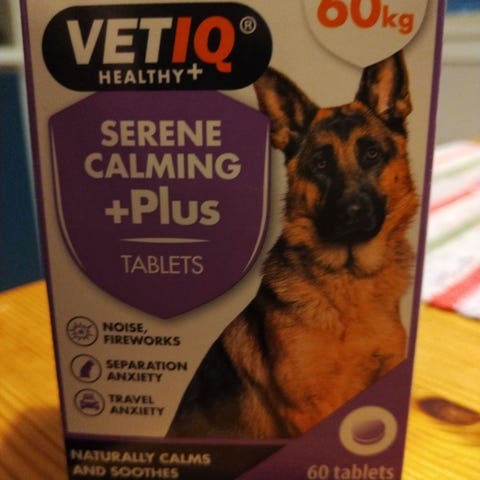 VETIQ®
HEALTHY+
60kg
SERENE
CALMING
+Plus
TABLETS
NOISE,
FIREWORKS
SEPARATION
ANXIETY
TRAVEL
ANXIETY
NATURALLY CALMS
AND SOOTHES
60 tablets